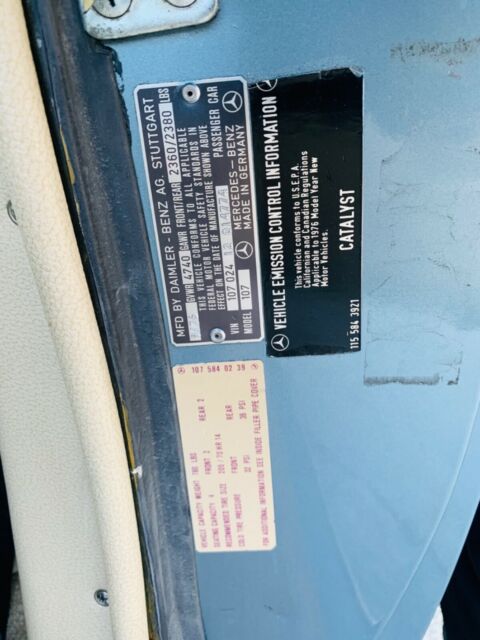 MFD BY DAIMLER - BENZ AG. STUTTGART
GVWR 4740 GAWR FRONT/REAR 2360/2380 LBS
THIS VEHICLE CONFORMS TO ALL APPLICABLE
FEDERAL MOTOR VEHICLE SAFETY STANDARDS IN
EFFECT ON THE DATE OF MANUFACTURE SHOWN ABOVE
PASSENGER CAR
VIN 107 024 12
MERCEDES-BENZ
MODEL 107
MADE IN GERMANY
VEHICLE EMISSION CONTROL INFORMATION
This vehicle conforms to U.S.E.P.A.
Californian and Canadian Regulations
Applicable to 1976 Model Year New
Motor Vehicles.
CATALYST
115 584 3921
107 584 02 39
VEHICLE CAPACITY WEIGHT 760 LBS
SEATING CAPACITY 4 FRONT 2 REAR 2
RECOMMENDED TIRE SIZE 205/70 HR 14
FRONT REAR
COLD TIRE PRESSURE 32 PSI 36 PSI
FOR ADDITIONAL INFORMATION SEE INSIDE FILLER PIPE COVER